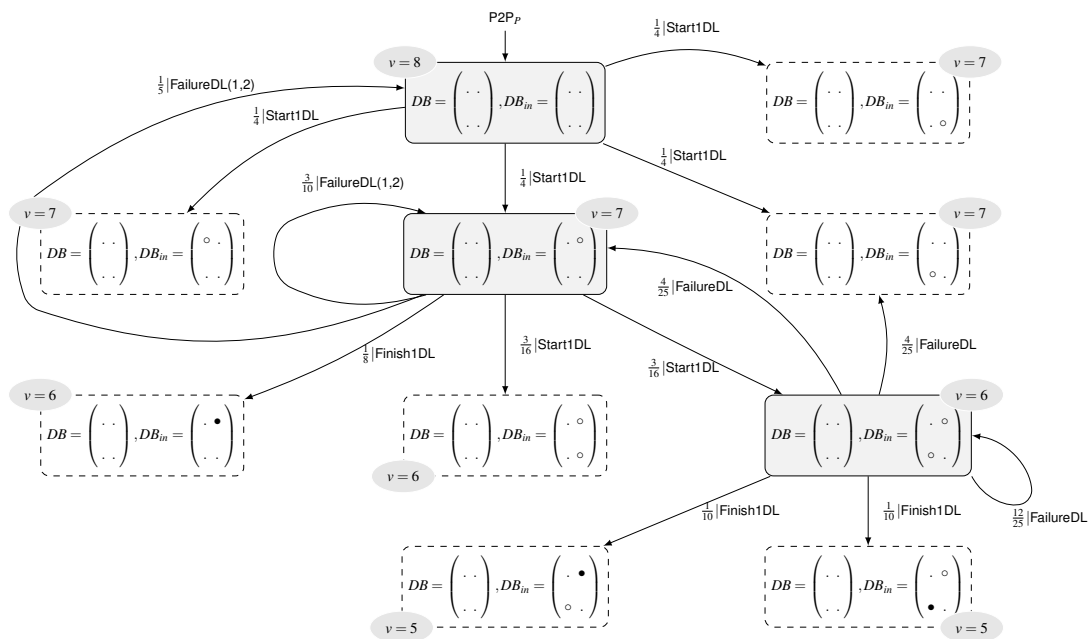 P2P_P
1/4|Start1DL
v = 8
v = 7
1/5|FailureDL(1,2)
DB = ( . . / . . ) , DB_in = ( . . / . . )
DB = ( . . / . . ) , DB_in = ( . . / . ○ )
1/4|Start1DL
1/4|Start1DL
3/10|FailureDL(1,2)
1/4|Start1DL
v = 7
v = 7
v = 7
DB = ( . . / . . ) , DB_in = ( ○ . / . . )
DB = ( . . / . . ) , DB_in = ( . ○ / . . )
DB = ( . . / . . ) , DB_in = ( . . / ○ . )
4/25|FailureDL
1/8|Finish1DL
3/16|Start1DL
3/16|Start1DL
4/25|FailureDL
v = 6
v = 6
DB = ( . . / . . ) , DB_in = ( . ● / . . )
DB = ( . . / . . ) , DB_in = ( . ○ / . ○ )
DB = ( . . / . . ) , DB_in = ( . ○ / ○ . )
v = 6
1/10|Finish1DL
1/10|Finish1DL
12/25|FailureDL
DB = ( . . / . . ) , DB_in = ( . ● / ○ . )
DB = ( . . / . . ) , DB_in = ( . ○ / ● . )
v = 5
v = 5